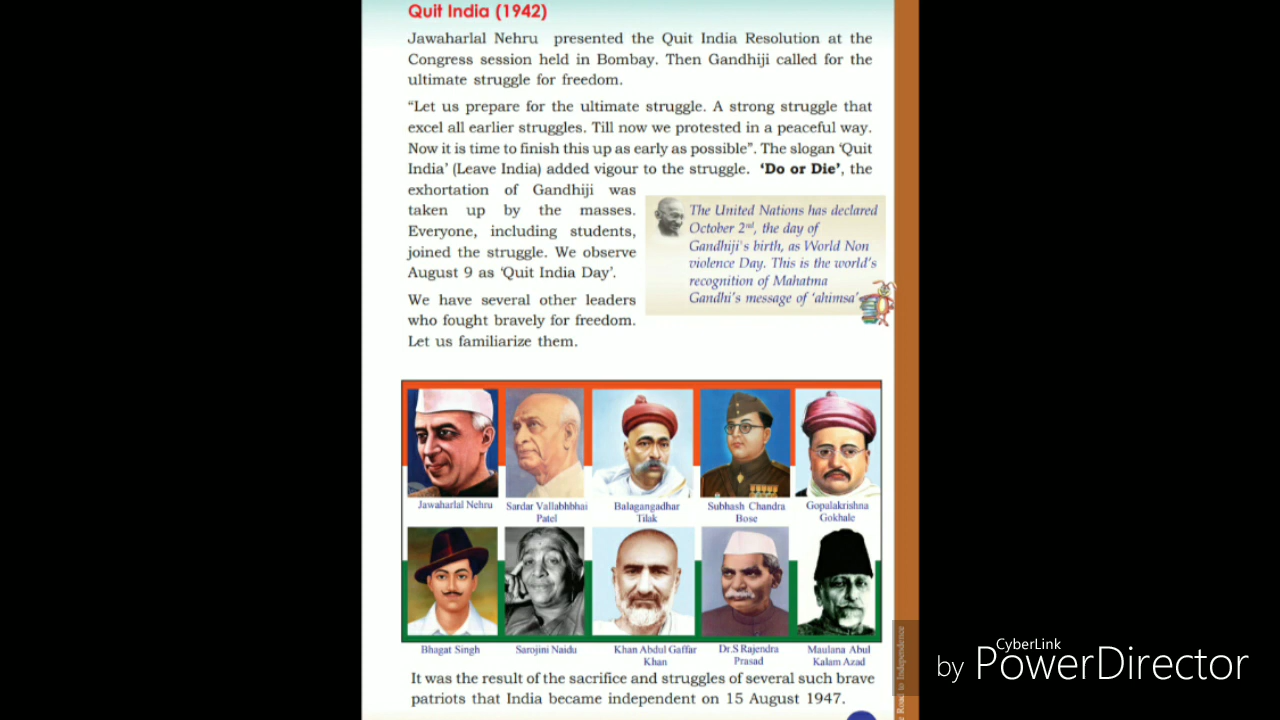 Quit India (1942)
Jawaharlal Nehru presented the Quit India Resolution at the
Congress session held in Bombay. Then Gandhiji called for the
ultimate struggle for freedom.
“Let us prepare for the ultimate struggle. A strong struggle that
excel all earlier struggles. Till now we protested in a peaceful way.
Now it is time to finish this up as early as possible”. The slogan ‘Quit
India’ (Leave India) added vigour to the struggle. ‘Do or Die’, the
exhortation of Gandhiji was
taken up by the masses.
Everyone, including students,
joined the struggle. We observe
August 9 as ‘Quit India Day’.
We have several other leaders
who fought bravely for freedom.
Let us familiarize them.
The United Nations has declared
October 2nd, the day of
Gandhiji's birth, as World Non
violence Day. This is the world's
recognition of Mahatma
Gandhi's message of 'ahimsa'
Jawaharlal Nehru
Sardar Vallabhbhai
Patel
Balagangadhar
Tilak
Subhash Chandra
Bose
Gopalakrishna
Gokhale
Bhagat Singh
Sarojini Naidu
Khan Abdul Gaffar
Khan
Dr.S Rajendra
Prasad
Maulana Abul
Kalam Azad
It was the result of the sacrifice and struggles of several such brave
patriots that India became independent on 15 August 1947.
Road to Independence
by CyberLink
PowerDirector